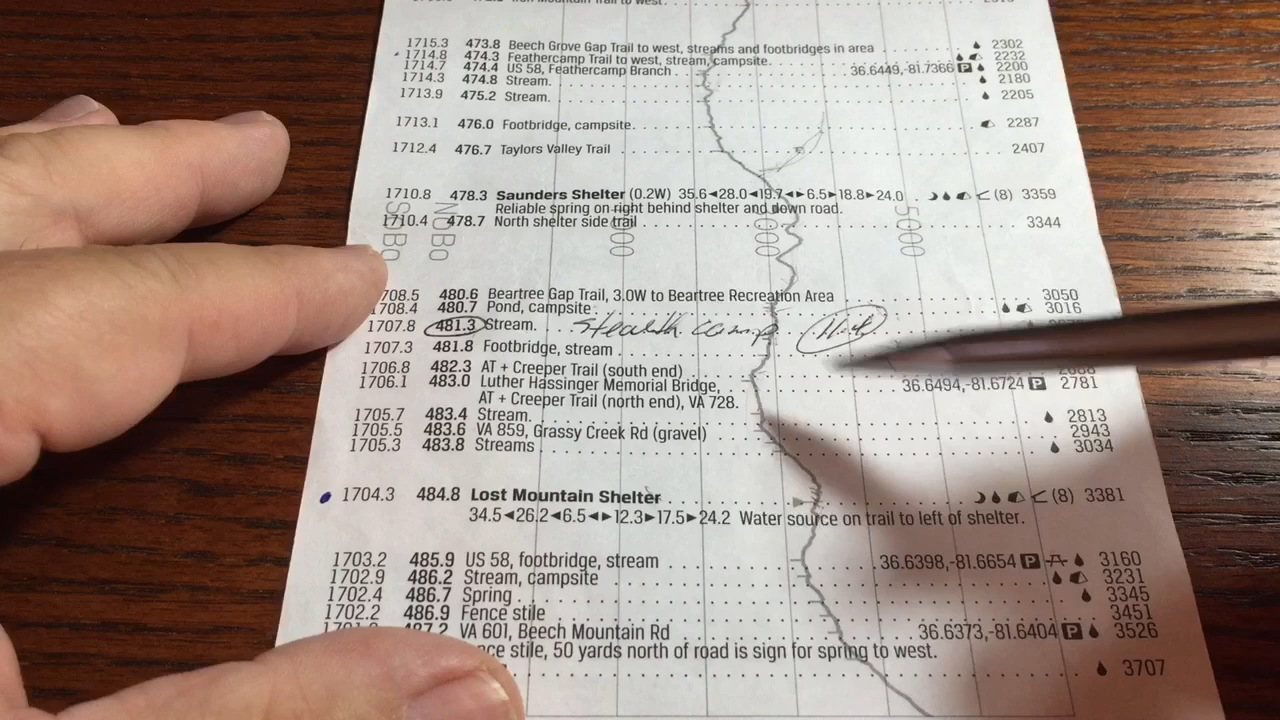 1715.3 473.8 Beech Grove Gap Trail to west, streams and footbridges in area 2302
1714.8 474.3 Feathercamp Trail to west, stream, campsite. 2232
1714.7 474.4 US 58, Feathercamp Branch 36.6449,-81.7366 P 2200
1714.3 474.8 Stream. 2180
1713.9 475.2 Stream. 2205
1713.1 476.0 Footbridge, campsite. 2287
1712.4 476.7 Taylors Valley Trail 2407
1710.8 478.3 Saunders Shelter (0.2W) 35.6◄28.0◄19.7◄►6.5►18.8►24.0 (8) 3359
Reliable spring on right behind shelter and down road.
1710.4 478.7 North shelter side trail 3344
NoBo 5000
708.5 480.6 Beartree Gap Trail, 3.0W to Beartree Recreation Area 3050
1708.4 480.7 Pond, campsite 3016
1707.8 481.3 Stream. Stealth camp
1707.3 481.8 Footbridge, stream
1706.8 482.3 AT + Creeper Trail (south end)
1706.1 483.0 Luther Hassinger Memorial Bridge, 36.6494,-81.6724 P 2781
AT + Creeper Trail (north end), VA 728.
1705.7 483.4 Stream. 2813
1705.5 483.6 VA 859, Grassy Creek Rd (gravel) 2943
1705.3 483.8 Streams 3034
1704.3 484.8 Lost Mountain Shelter (8) 3381
34.5◄26.2◄6.5◄►12.3►17.5►24.2 Water source on trail to left of shelter.
1703.2 485.9 US 58, footbridge, stream 36.6398,-81.6654 P 3160
1702.9 486.2 Stream, campsite 3231
1702.4 486.7 Spring 3345
1702.2 486.9 Fence stile 3451
487.2 VA 601, Beech Mountain Rd 36.6373,-81.6404 P 3526
nce stile, 50 yards north of road is sign for spring to west.
3707